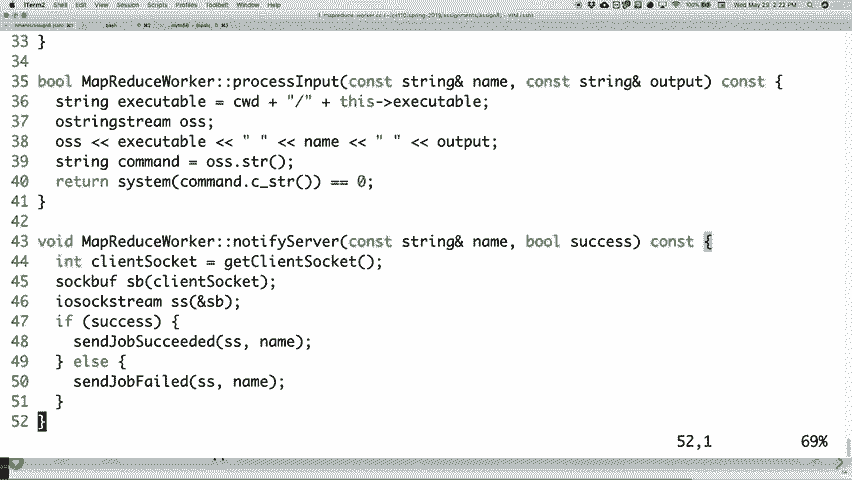 iTerm2 Shell Edit View Session Scripts Profiles Toolbelt Window Help
100%
Wed May 29 2:22 PM
33 }
34
35 bool MapReduceWorker::processInput(const string& name, const string& output) const {
36   string executable = cwd + "/" + this->executable;
37   ostringstream oss;
38   oss << executable << " " << name << " " << output;
39   string command = oss.str();
40   return system(command.c_str()) == 0;
41 }
42
43 void MapReduceWorker::notifyServer(const string& name, bool success) const {
44   int clientSocket = getClientSocket();
45   sockbuf sb(clientSocket);
46   iosockstream ss(&sb);
47   if (success) {
48     sendJobSucceeded(ss, name);
49   } else {
50     sendJobFailed(ss, name);
51   }
52 }
52,1 69%